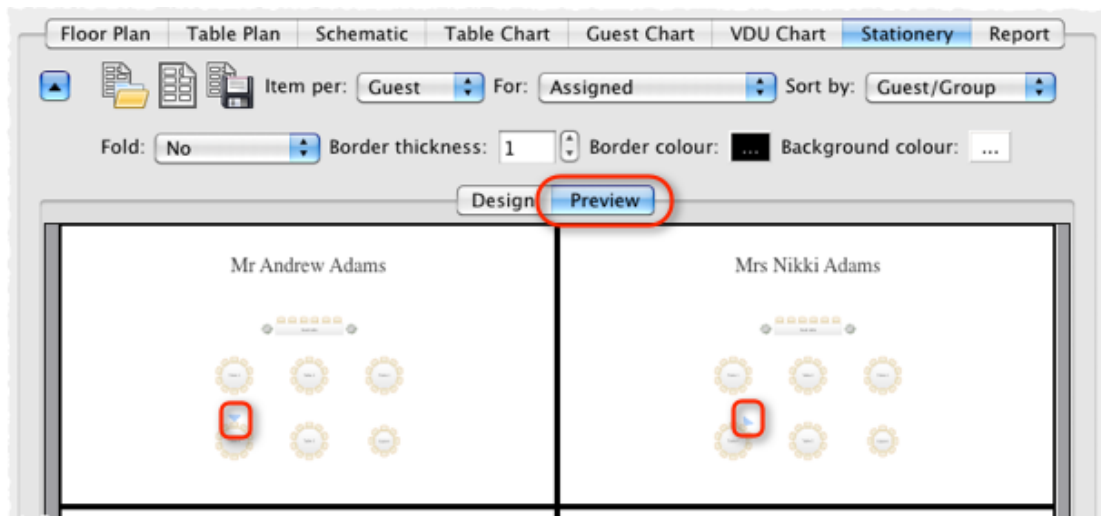 Floor Plan Table Plan Schematic Table Chart Guest Chart VDU Chart Stationery Report
Item per: Guest For: Assigned Sort by: Guest/Group
Fold: No Border thickness: 1 Border colour: ... Background colour: ...
Design Preview
Mr Andrew Adams Mrs Nikki Adams